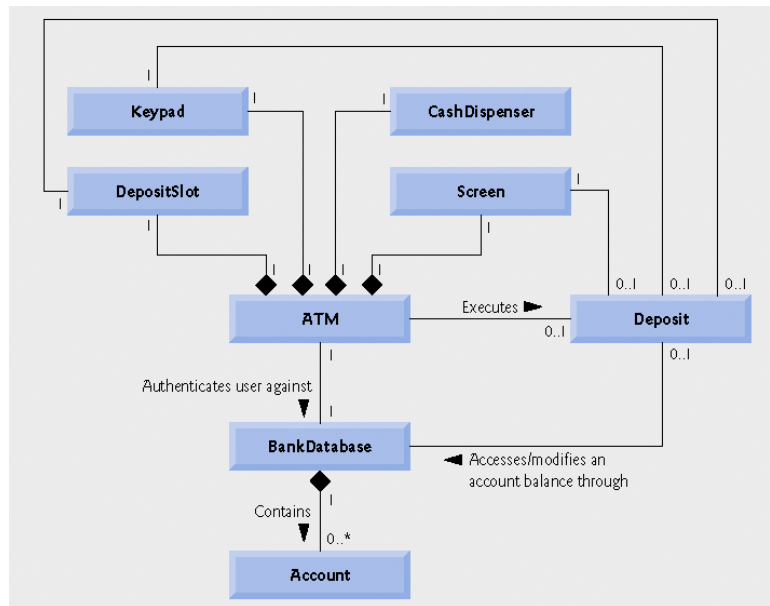 1
1 1 1
Keypad CashDispenser
DepositSlot Screen
1 1 1
1 1
1 1 1 1
0..1 0..1 0..1
Executes
ATM Deposit
0..1
1 0..1
Authenticates user against
1
BankDatabase
Accesses/modifies an
account balance through
1
Contains
0..*
Account